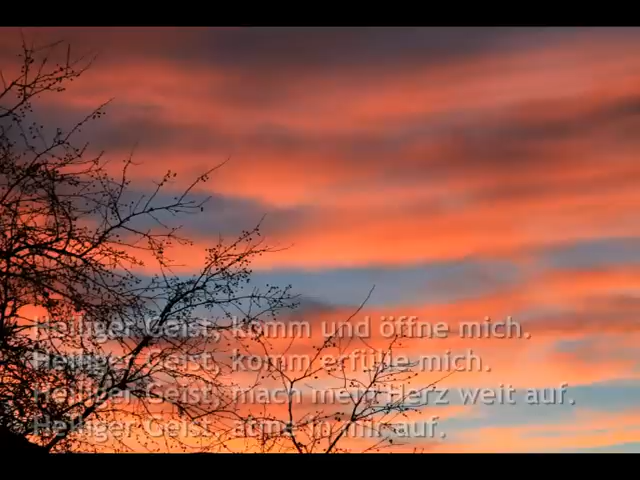 Heiliger Geist, komm und öffne mich.
Heiliger Geist, komm erfülle mich.
Heiliger Geist, mach mein Herz weit auf.
Heiliger Geist, atme in mir auf.